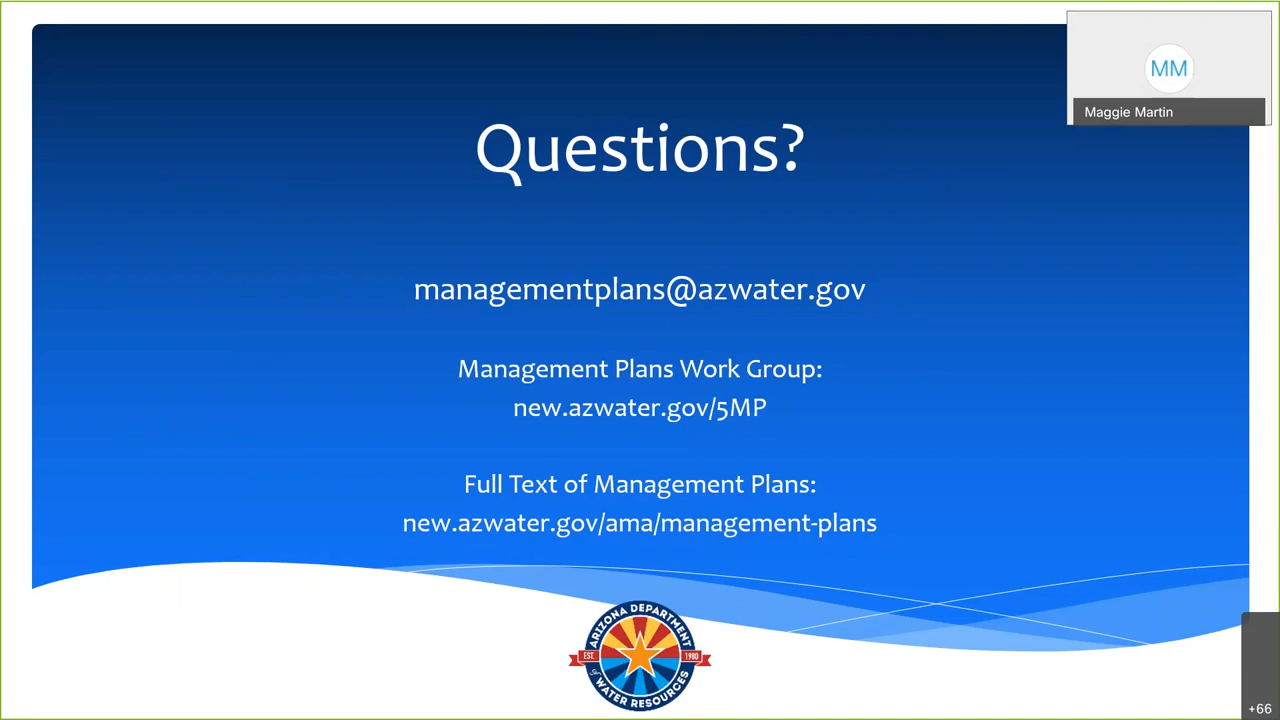 MM
Maggie Martin
Questions?
managementplans@azwater.gov
Management Plans Work Group:
new.azwater.gov/5MP
Full Text of Management Plans:
new.azwater.gov/ama/management-plans
ARIZONA DEPARTMENT
EST. 1980
WATER RESOURCES
+66